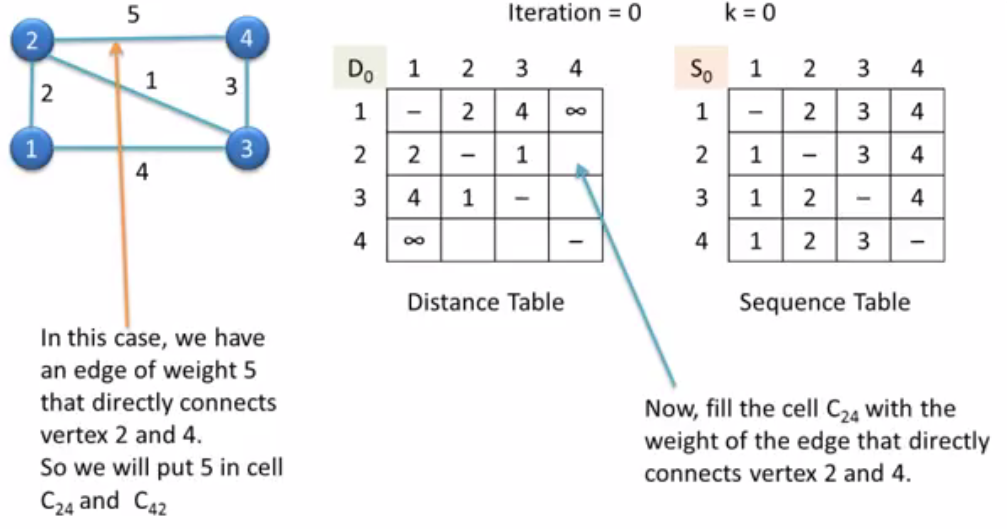 Iteration = 0 k = 0
5
2 4
2 1 3
1 3
4
D₀ 1 2 3 4
1 – 2 4 ∞
2 2 – 1
3 4 1 –
4 ∞ –
Distance Table
S₀ 1 2 3 4
1 – 2 3 4
2 1 – 3 4
3 1 2 – 4
4 1 2 3 –
Sequence Table
In this case, we have
an edge of weight 5
that directly connects
vertex 2 and 4.
So we will put 5 in cell
C₂₄ and C₄₂
Now, fill the cell C₂₄ with the
weight of the edge that directly
connects vertex 2 and 4.